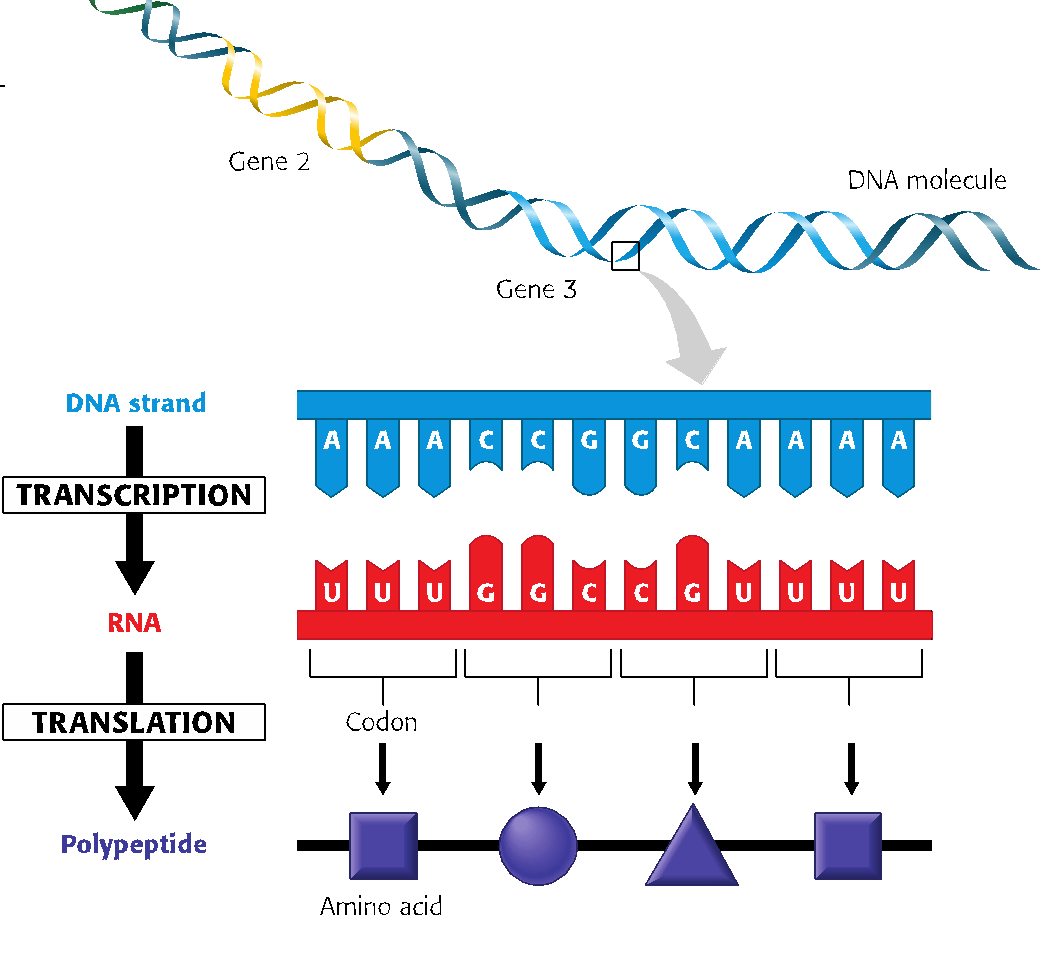 Gene 2
DNA molecule
Gene 3
DNA strand
A A A C C G G C A A A A
TRANSCRIPTION
U U U G G C C G U U U U
RNA
TRANSLATION
Codon
Polypeptide
Amino acid